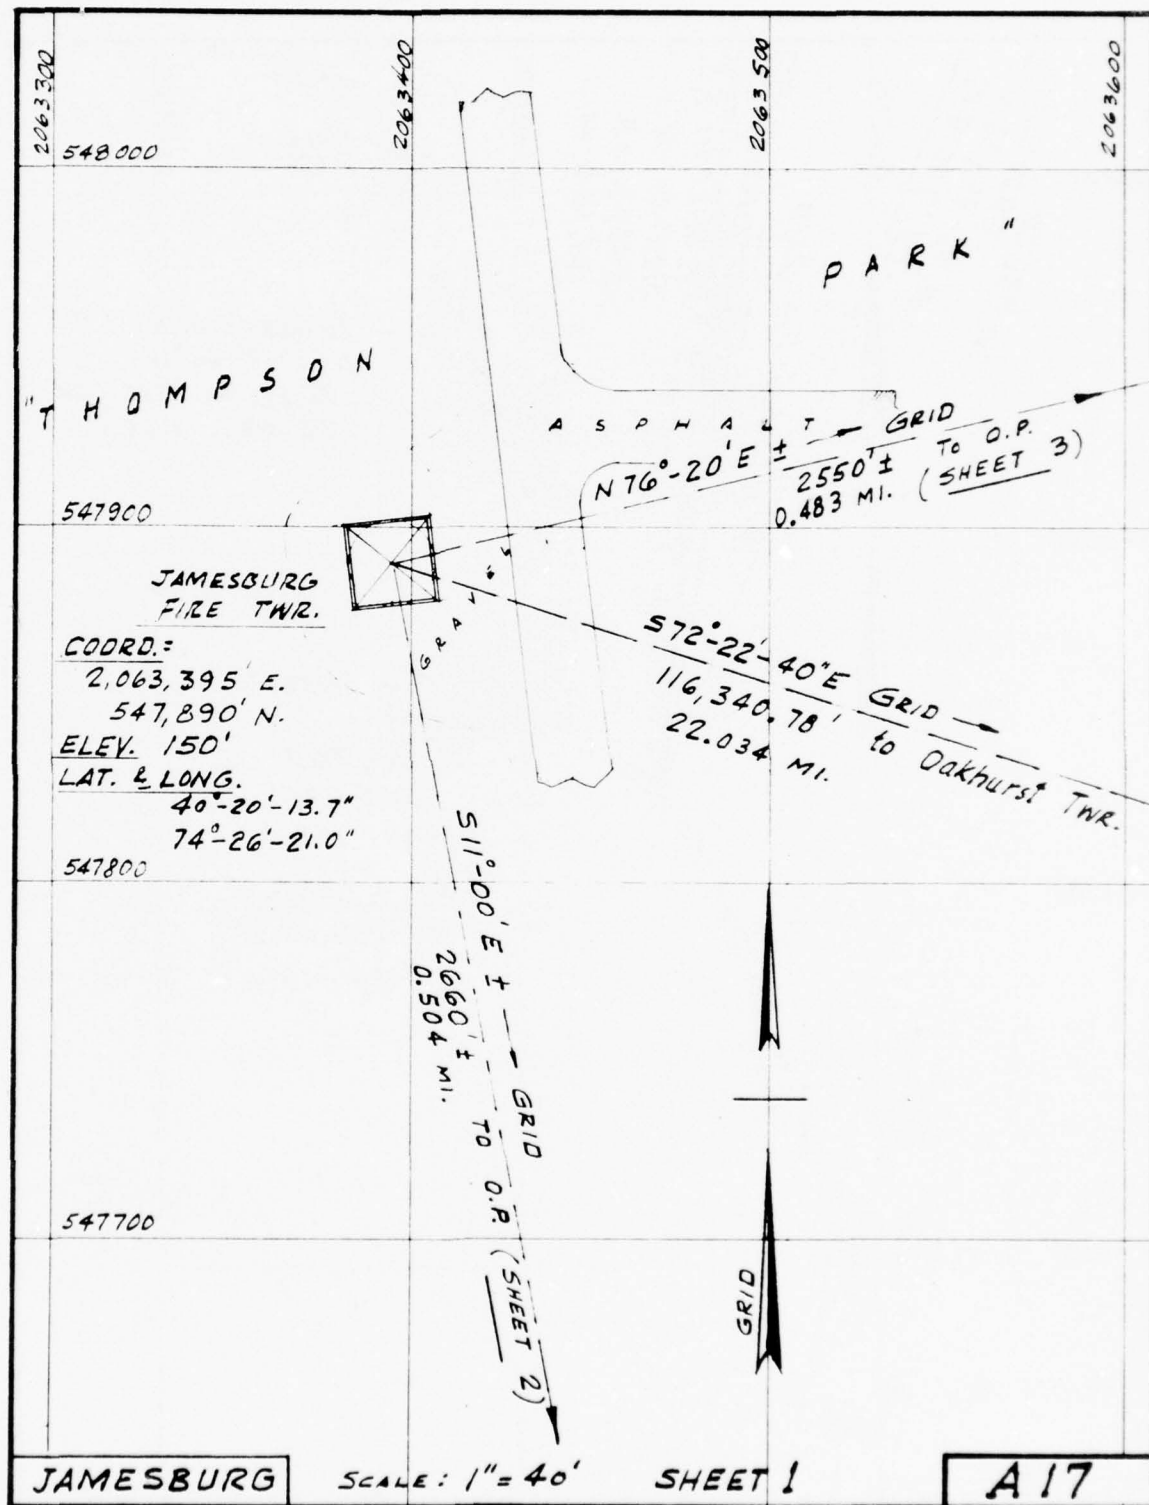 2063300
2063400
2063500
2063600
548000
"THOMPSON PARK"
ASPHALT
N76°-20'E ± → GRID
2550'± TO O.P.
0.483 MI. (SHEET 3)
547900
JAMESBURG
FIRE TWR.
COORD.:
2,063,395' E.
547,890' N.
ELEV. 150'
LAT. & LONG.
40°-20'-13.7"
74°-26'-21.0"
S72°-22'-40"E GRID →
116,340.78' to Oakhurst TWR.
22.034 MI.
547800
S11°-00'E ± → GRID
2660'± TO O.P. (SHEET 2)
0.504 MI.
547700
GRID
JAMESBURG
SCALE: 1"=40'
SHEET 1
A17